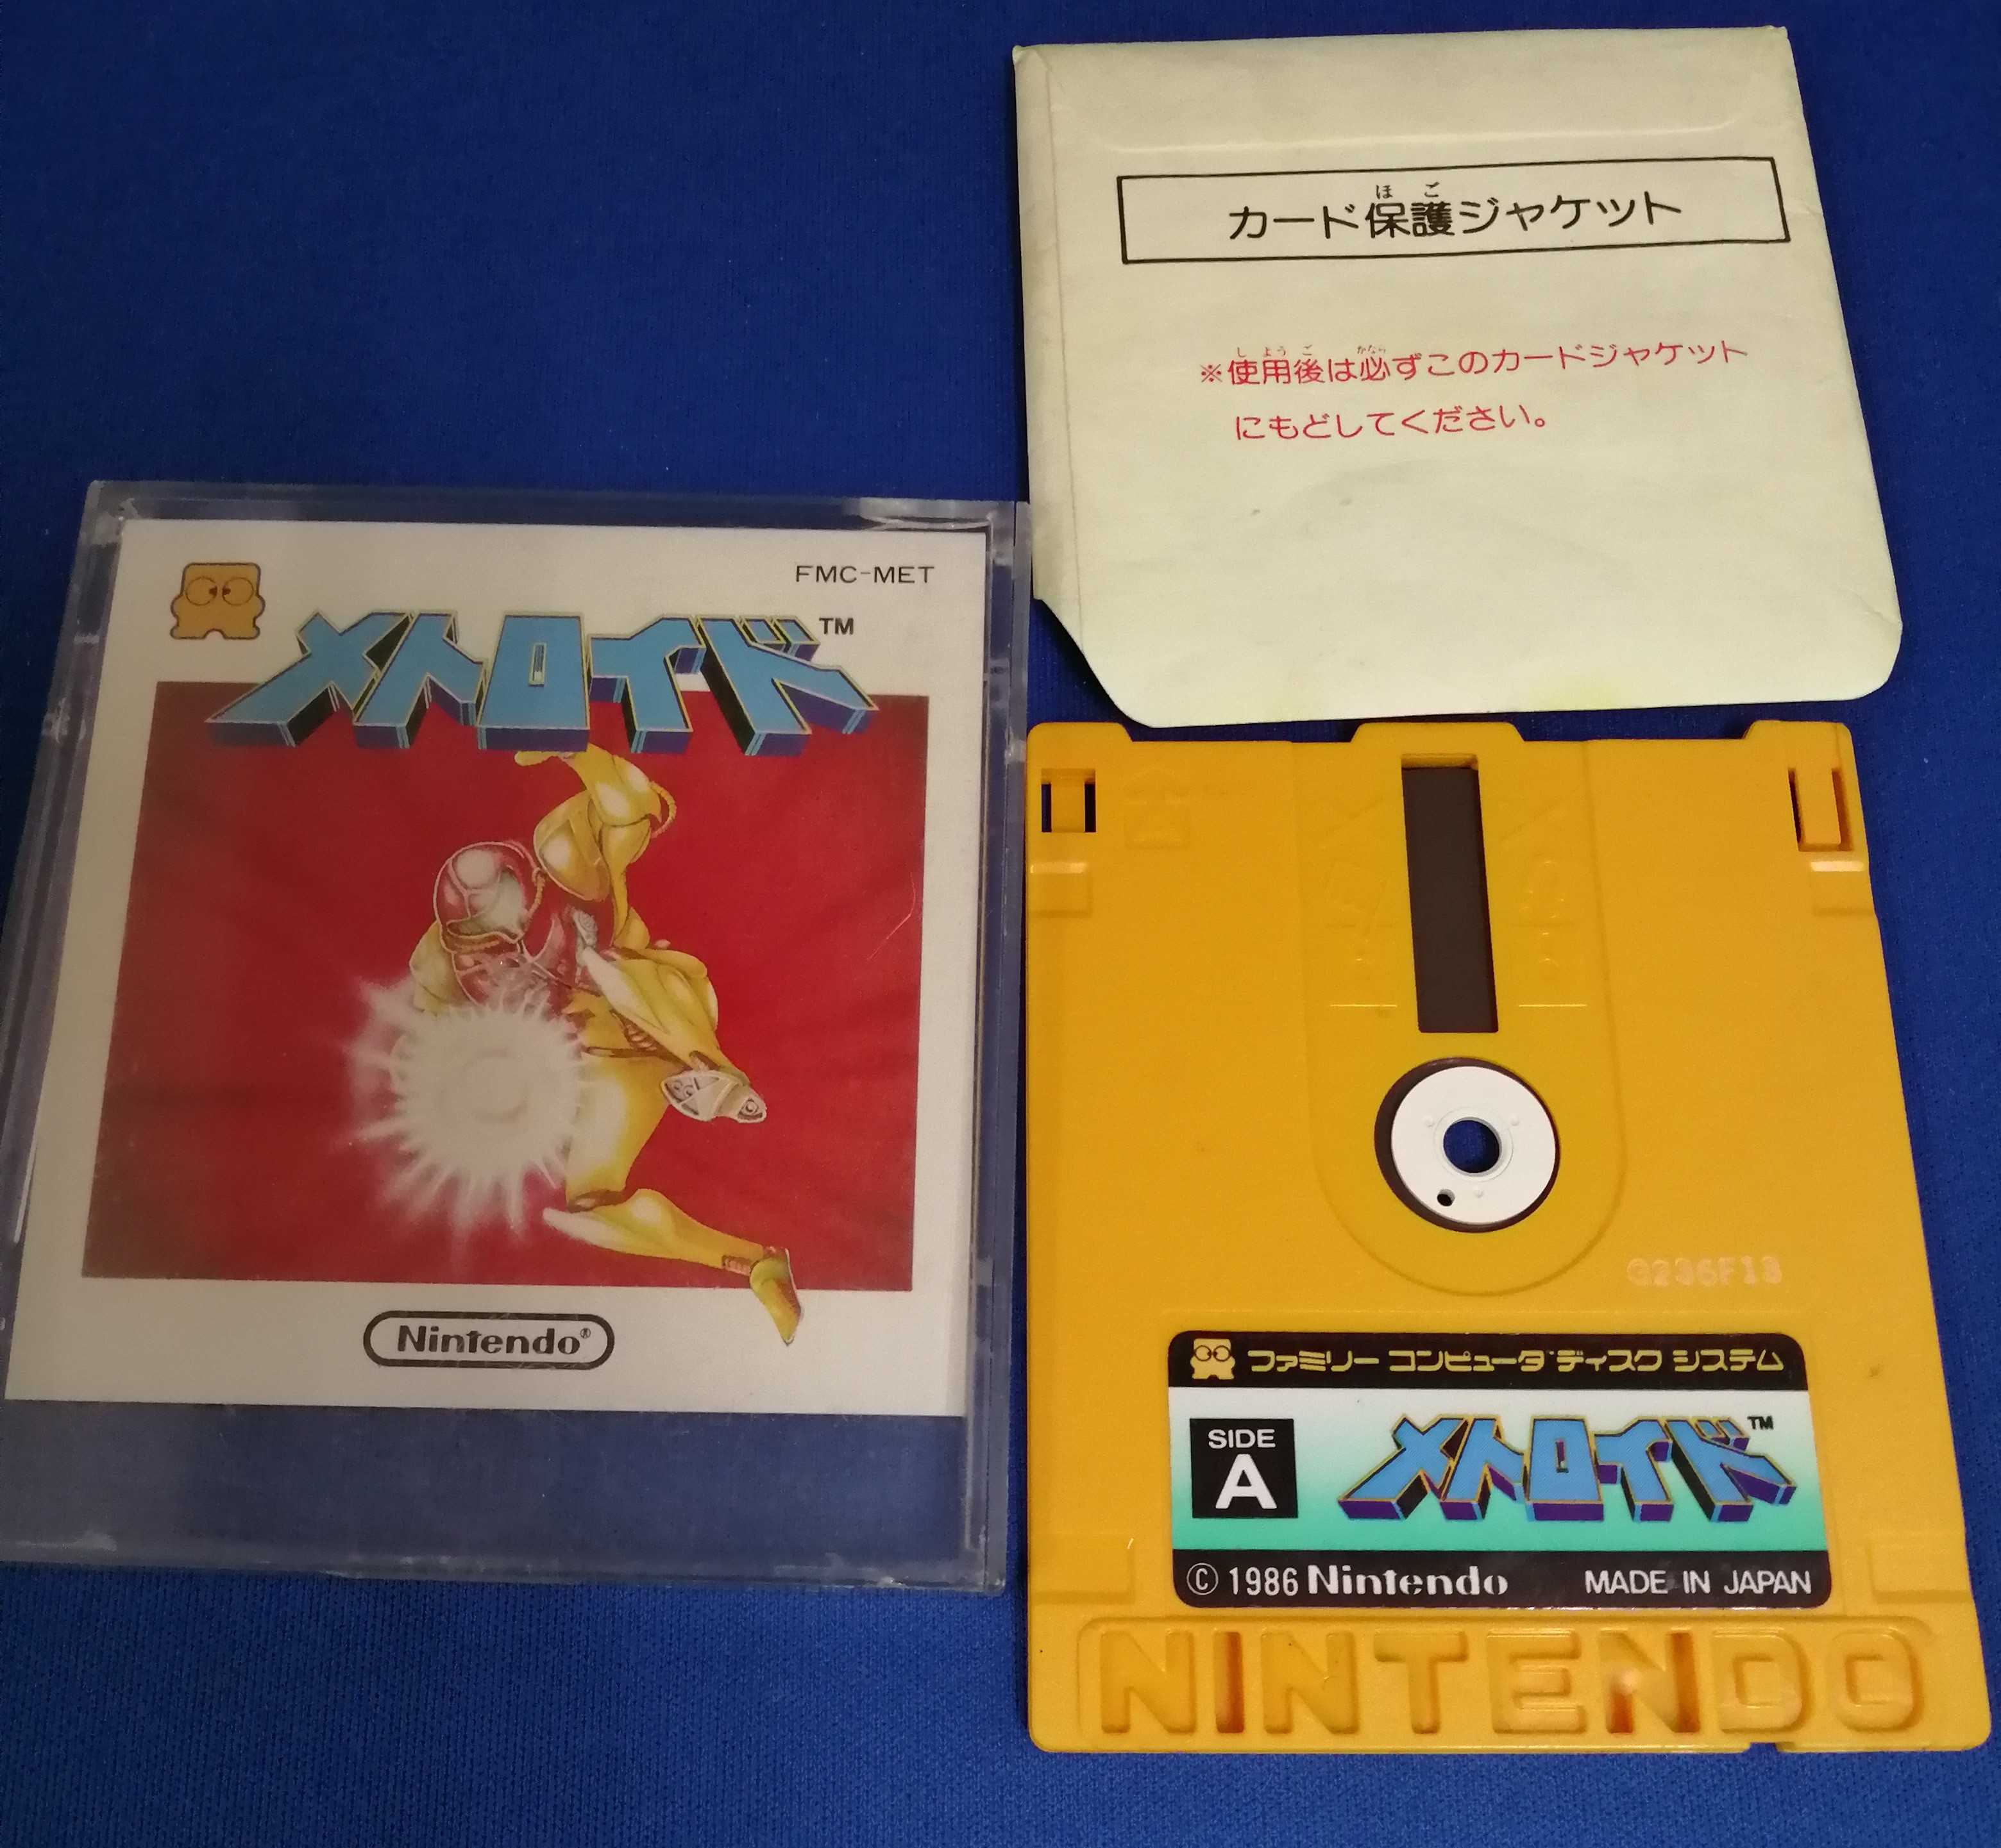 FMC-MET
メトロイド™
Nintendo®
カード保護ジャケット
※使用後は必ずこのカードジャケット
にもどしてください。
G236F13
ファミリー コンピュータ ディスク システム
SIDE
A
メトロイド™
© 1986 Nintendo MADE IN JAPAN
NINTENDO